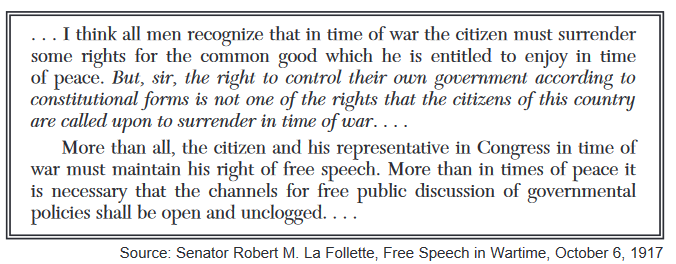 . . . I think all men recognize that in time of war the citizen must surrender
some rights for the common good which he is entitled to enjoy in time
of peace. But, sir, the right to control their own government according to
constitutional forms is not one of the rights that the citizens of this country
are called upon to surrender in time of war. . . .
More than all, the citizen and his representative in Congress in time of
war must maintain his right of free speech. More than in times of peace it
is necessary that the channels for free public discussion of governmental
policies shall be open and unclogged. . . .
Source: Senator Robert M. La Follette, Free Speech in Wartime, October 6, 1917